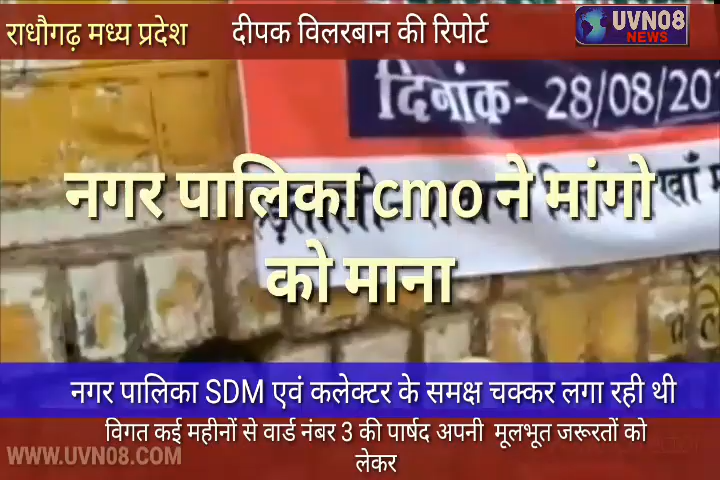 राधौगढ़ मध्य प्रदेश दीपक विलरबान की रिपोर्ट UVN08
NEWS
दिनांक- 28/08/20
नगर पालिका cmo ने मांगो
को माना
नगर पालिका SDM एवं कलेक्टर के समक्ष चक्कर लगा रही थी
विगत कई महीनों से वार्ड नंबर 3 की पार्षद अपनी मूलभूत जरूरतों को
लेकर
WWW.UVN08.COM